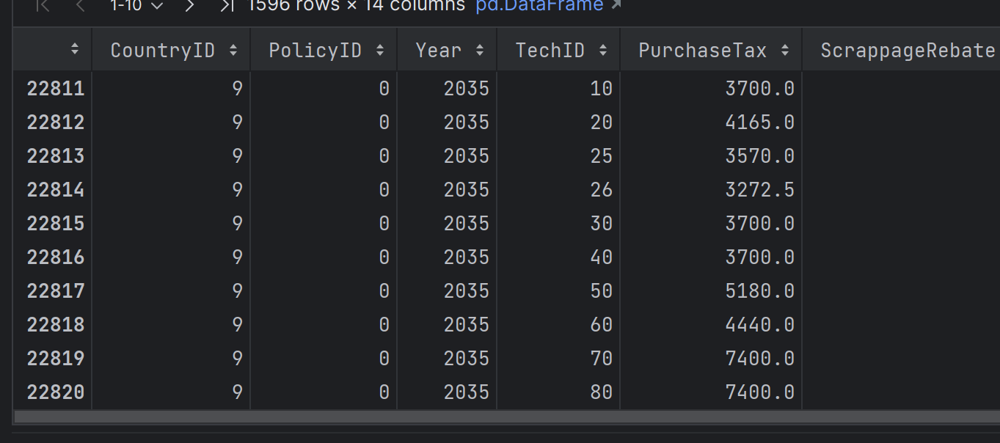 1-10 1596 rows × 14 columns pd.DataFrame
CountryID PolicyID Year TechID PurchaseTax ScrappageRebate
22811 9 0 2035 10 3700.0
22812 9 0 2035 20 4165.0
22813 9 0 2035 25 3570.0
22814 9 0 2035 26 3272.5
22815 9 0 2035 30 3700.0
22816 9 0 2035 40 3700.0
22817 9 0 2035 50 5180.0
22818 9 0 2035 60 4440.0
22819 9 0 2035 70 7400.0
22820 9 0 2035 80 7400.0